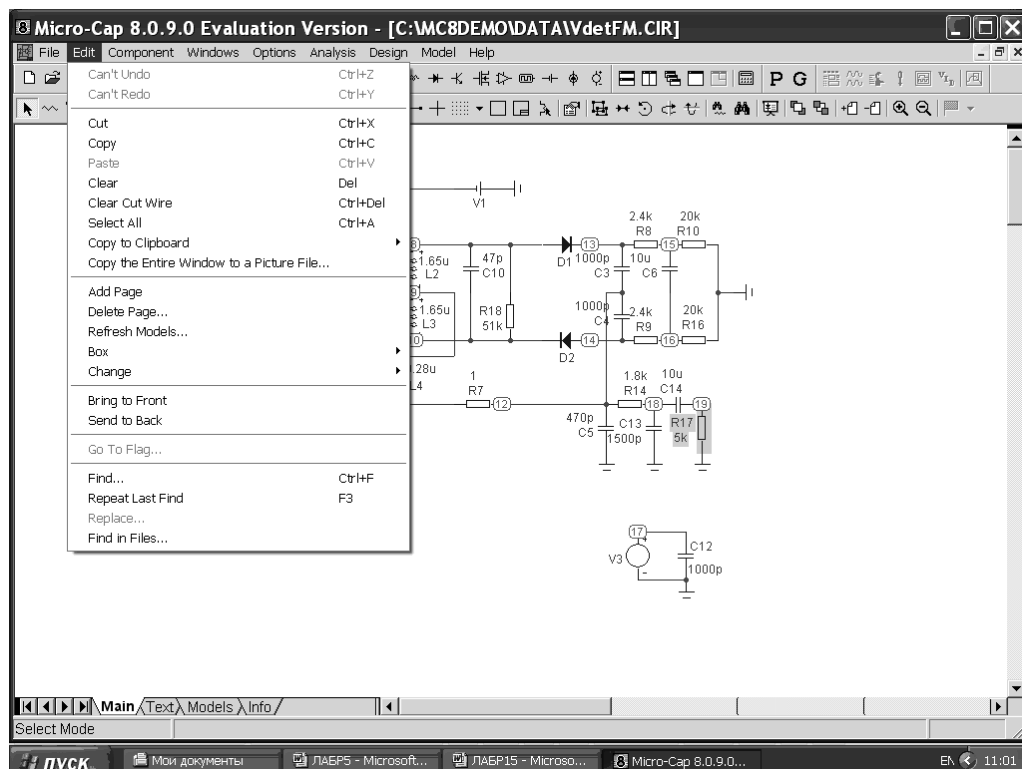 Micro-Cap 8.0.9.0 Evaluation Version - [C:\MC8DEMO\DATA\VdetFM.CIR]
File Edit Component Windows Options Analysis Design Model Help
Can't Undo Ctrl+Z
Can't Redo Ctrl+Y
Cut Ctrl+X
Copy Ctrl+C
Paste Ctrl+V
Clear Del
Clear Cut Wire Ctrl+Del
Select All Ctrl+A
Copy to Clipboard
Copy the Entire Window to a Picture File...
Add Page
Delete Page...
Refresh Models...
Box
Change
Bring to Front
Send to Back
Go To Flag...
Find... Ctrl+F
Repeat Last Find F3
Replace...
Find in Files...
P G
V1
2.4k 20k
R8 R10
13 15
1.65u 47p D1 1000p 10u
L2 C10 C3 C6
1.65u R18 1000p 2.4k 20k
L3 51k C4 R9 R16
14 16
D2
.28u 1 1.8k 10u
R7 R14 C14
12 18 19
470p C13 R17
C5 1500p 5k
17
V3 C12
1000p
Main Text Models Info
Select Mode
пуск Мои документы ЛАБР5 - Microsoft... ЛАБР15 - Microso... Micro-Cap 8.0.9.0... EN 11:01